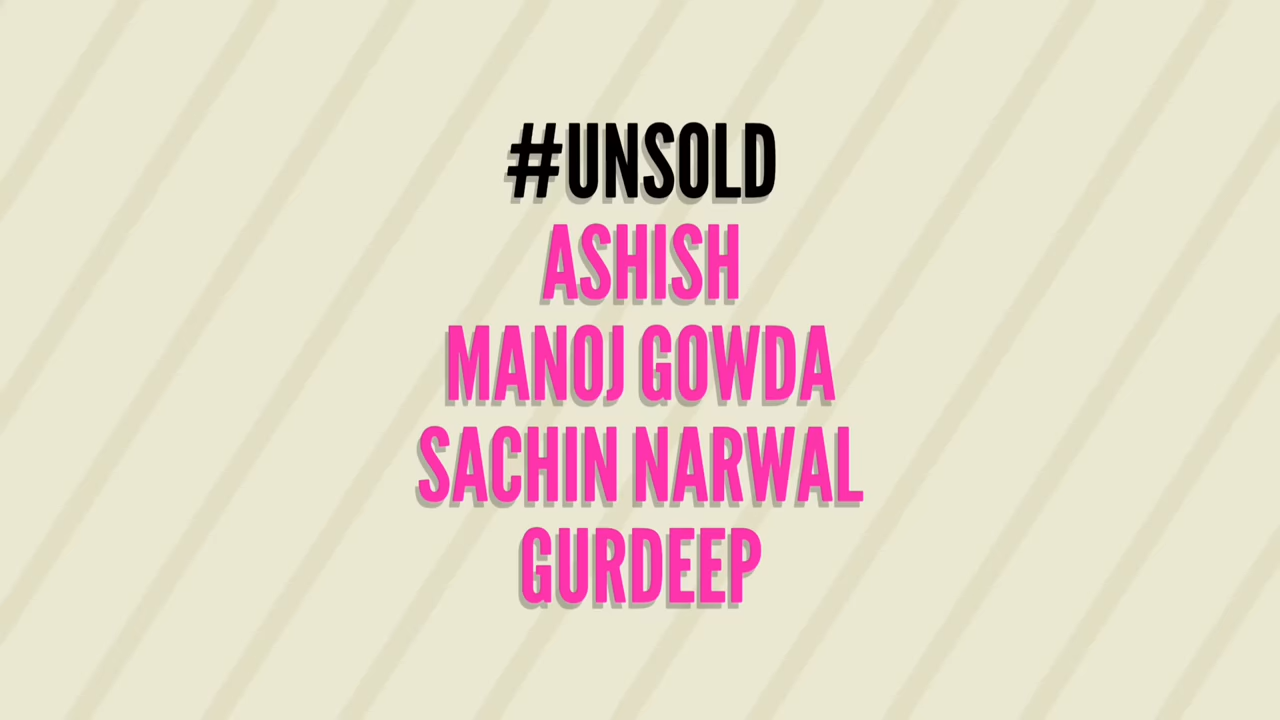 #UNSOLD
ASHISH
MANOJ GOWDA
SACHIN NARWAL
GURDEEP